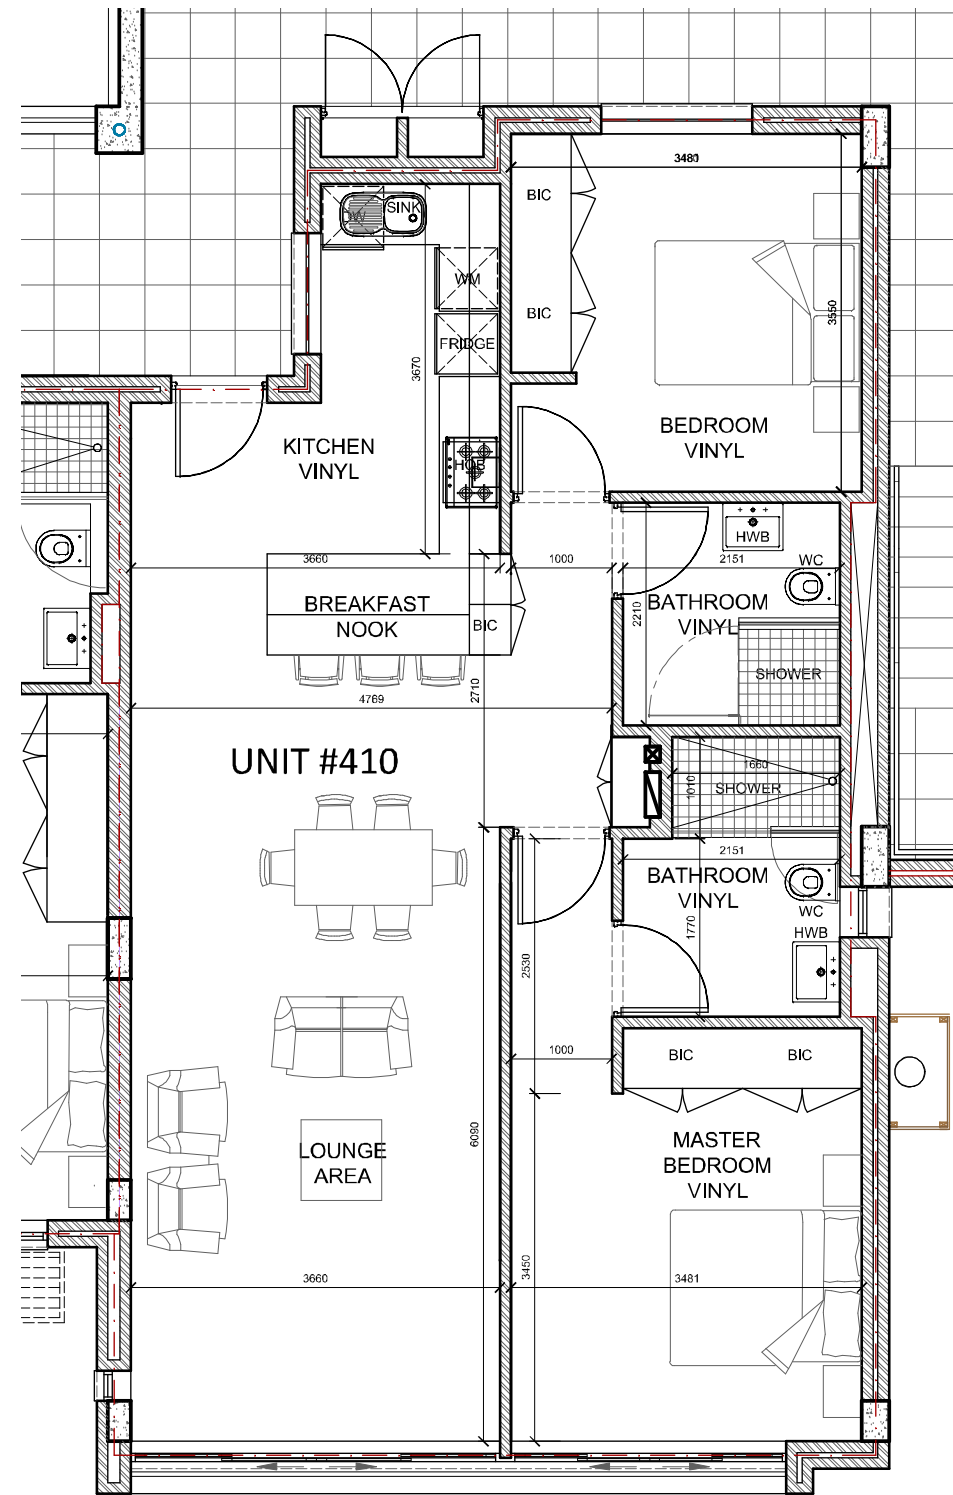 3480
BIC
SINK
DW
WM
BIC
3550
FRIDGE
3670
BEDROOM
VINYL
KITCHEN
VINYL
HOB
HWB
3660
1000
2151
WC
BREAKFAST
NOOK
BIC
BATHROOM
VINYL
2210
SHOWER
4769
2710
UNIT #410
1660
SHOWER
1010
2151
BATHROOM
VINYL
WC
HWB
1770
2530
1000
BIC
BIC
6090
LOUNGE
AREA
MASTER
BEDROOM
VINYL
3450
3660
3481